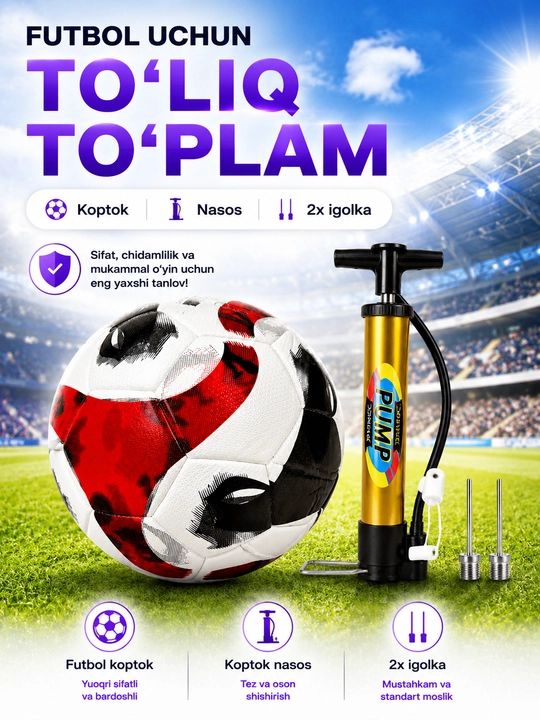 FUTBOL UCHUN
TO‘LIQ
TO‘PLAM
Koptok
Nasos
2x igolka
Sifat, chidamlilik va
mukammal o‘yin uchun
eng yaxshi tanlov!
PUMP
Futbol koptok
Yuoqri sifatli
va bardoshli
Koptok nasos
Tez va oson
shishirish
2x igolka
Mustahkam va
standart moslik